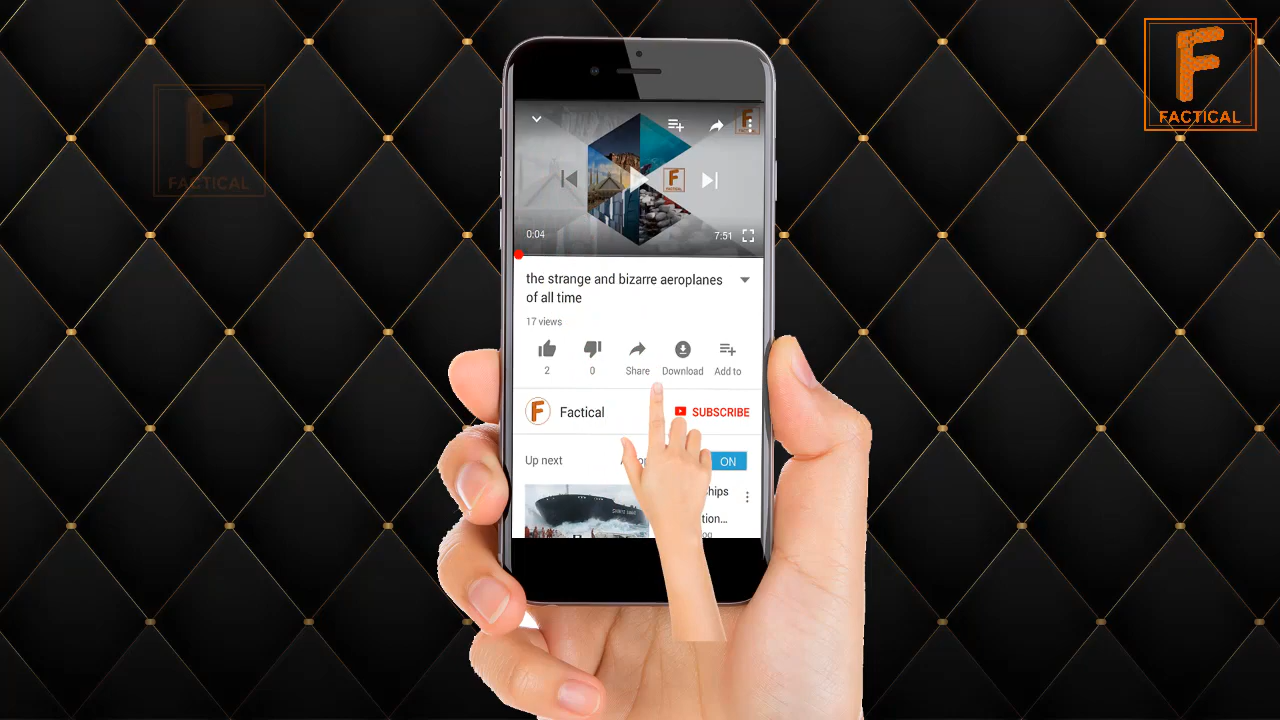 F
FACTICAL
F
FACTICAL
F
F
0:04
7:51
the strange and bizarre aeroplanes
of all time
17 views
2
0
Share
Download
Add to
F
Factical
SUBSCRIBE
Up next
ON